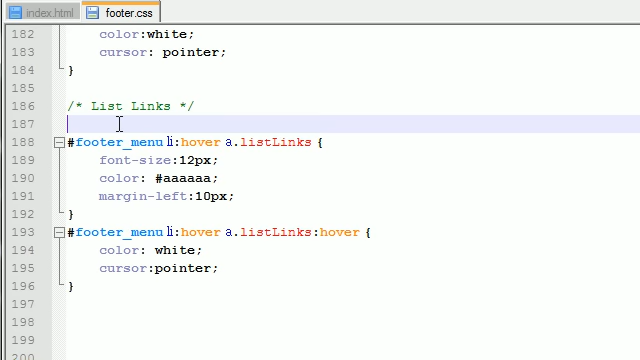 index.html footer.css
182 color:white;
183 cursor: pointer;
184 }
185
186 /* List Links */
187
188 #footer_menu li:hover a.listLinks {
189 font-size:12px;
190 color: #aaaaaa;
191 margin-left:10px;
192 }
193 #footer_menu li:hover a.listLinks:hover {
194 color: white;
195 cursor:pointer;
196 }
197
198
199
200